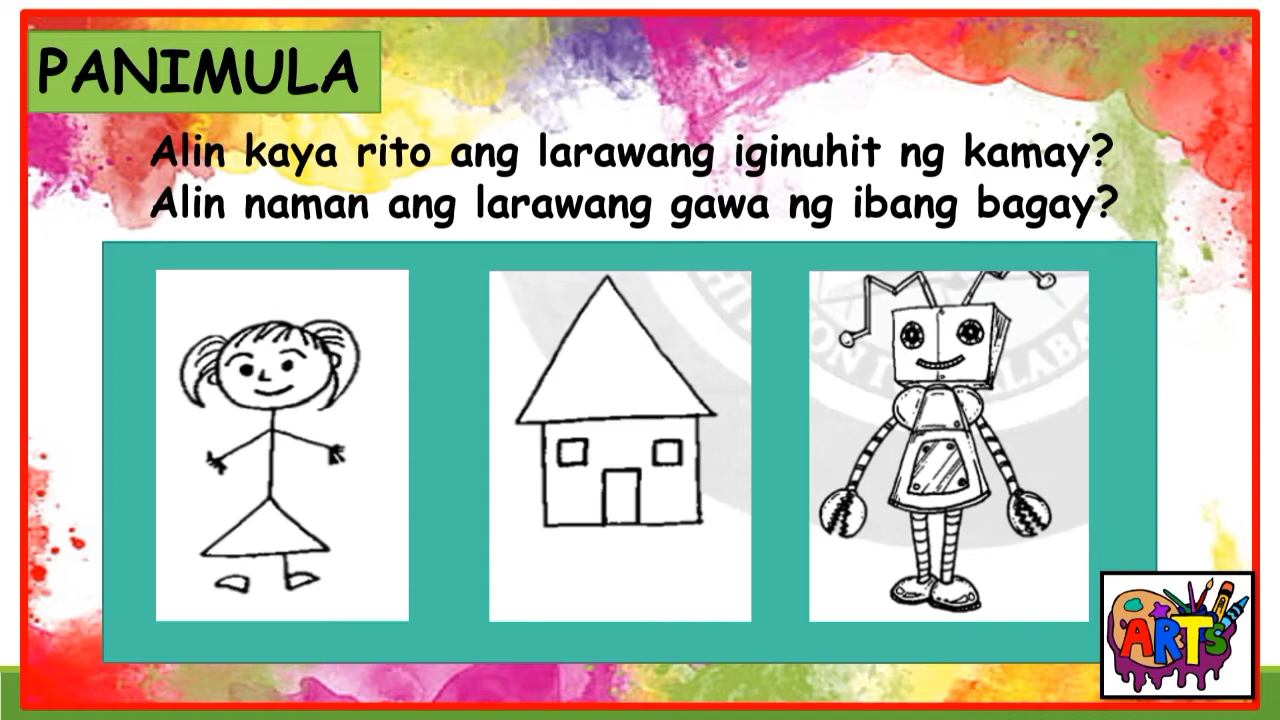 PANIMULA
Alin kaya rito ang larawang iginuhit ng kamay?
Alin naman ang larawang gawa ng ibang bagay?
ARTS